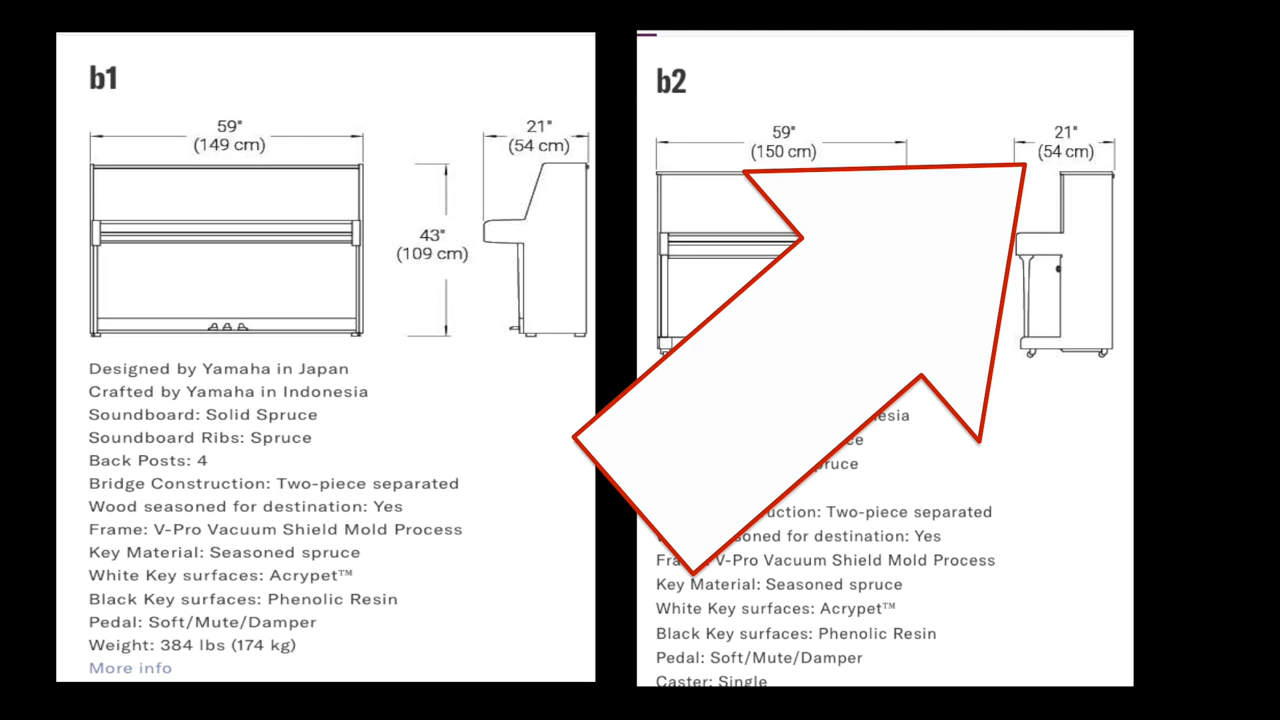 b1
59"
(149 cm)
21"
(54 cm)
43"
(109 cm)
Designed by Yamaha in Japan
Crafted by Yamaha in Indonesia
Soundboard: Solid Spruce
Soundboard Ribs: Spruce
Back Posts: 4
Bridge Construction: Two-piece separated
Wood seasoned for destination: Yes
Frame: V-Pro Vacuum Shield Mold Process
Key Material: Seasoned spruce
White Key surfaces: Acrypet™
Black Key surfaces: Phenolic Resin
Pedal: Soft/Mute/Damper
Weight: 384 lbs (174 kg)
More info
b2
59"
(150 cm)
21"
(54 cm)
Two-piece separated
for destination: Yes
V-Pro Vacuum Shield Mold Process
Key Material: Seasoned spruce
White Key surfaces: Acrypet™
Black Key surfaces: Phenolic Resin
Pedal: Soft/Mute/Damper
Caster: Single